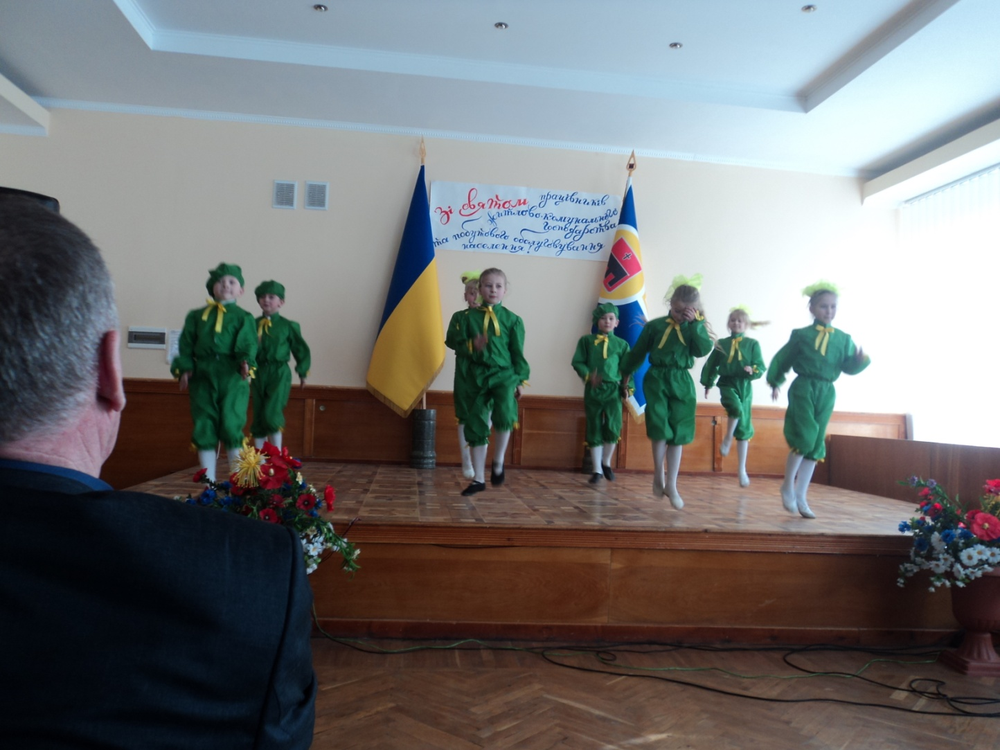 Зі святом працівників
житлово-комунального
господарства
та побутового обслуговування
населення!